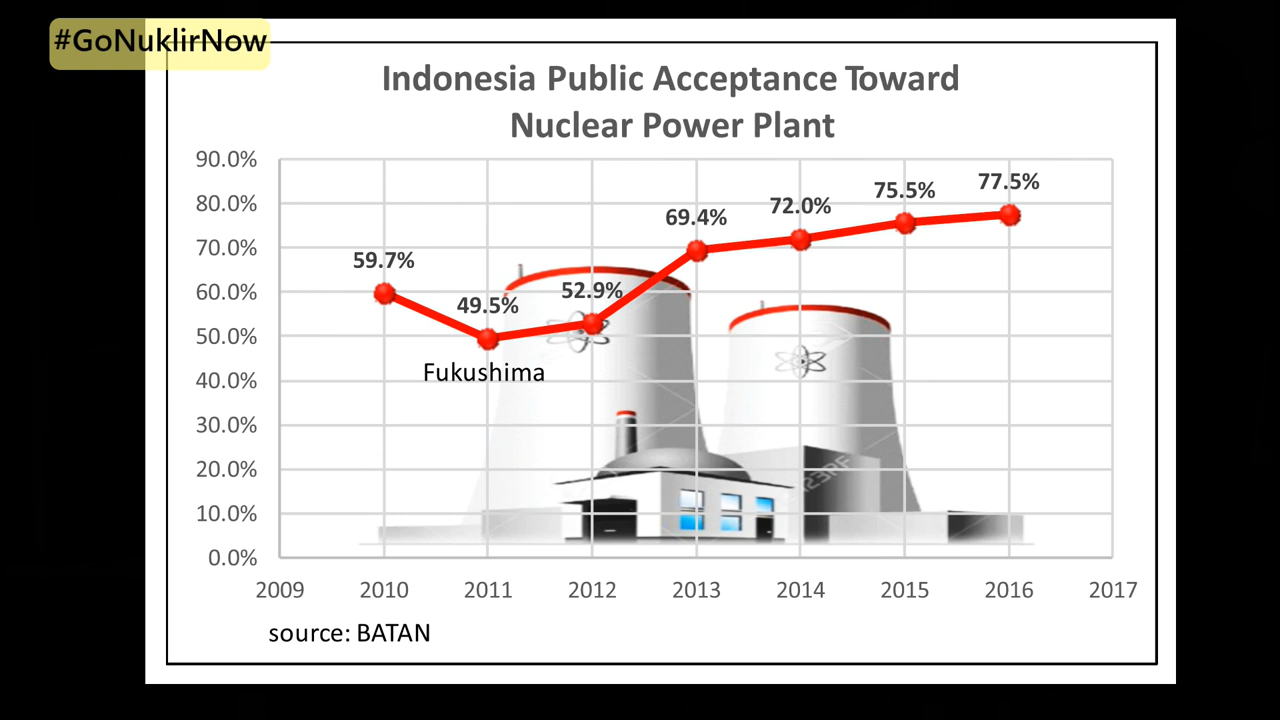 #GoNuklirNow
Indonesia Public Acceptance Toward
Nuclear Power Plant
90.0%
80.0%
70.0%
60.0%
50.0%
40.0%
30.0%
20.0%
10.0%
0.0%
59.7%
49.5%
52.9%
69.4%
72.0%
75.5%
77.5%
Fukushima
123RF
2009 2010 2011 2012 2013 2014 2015 2016 2017
source: BATAN